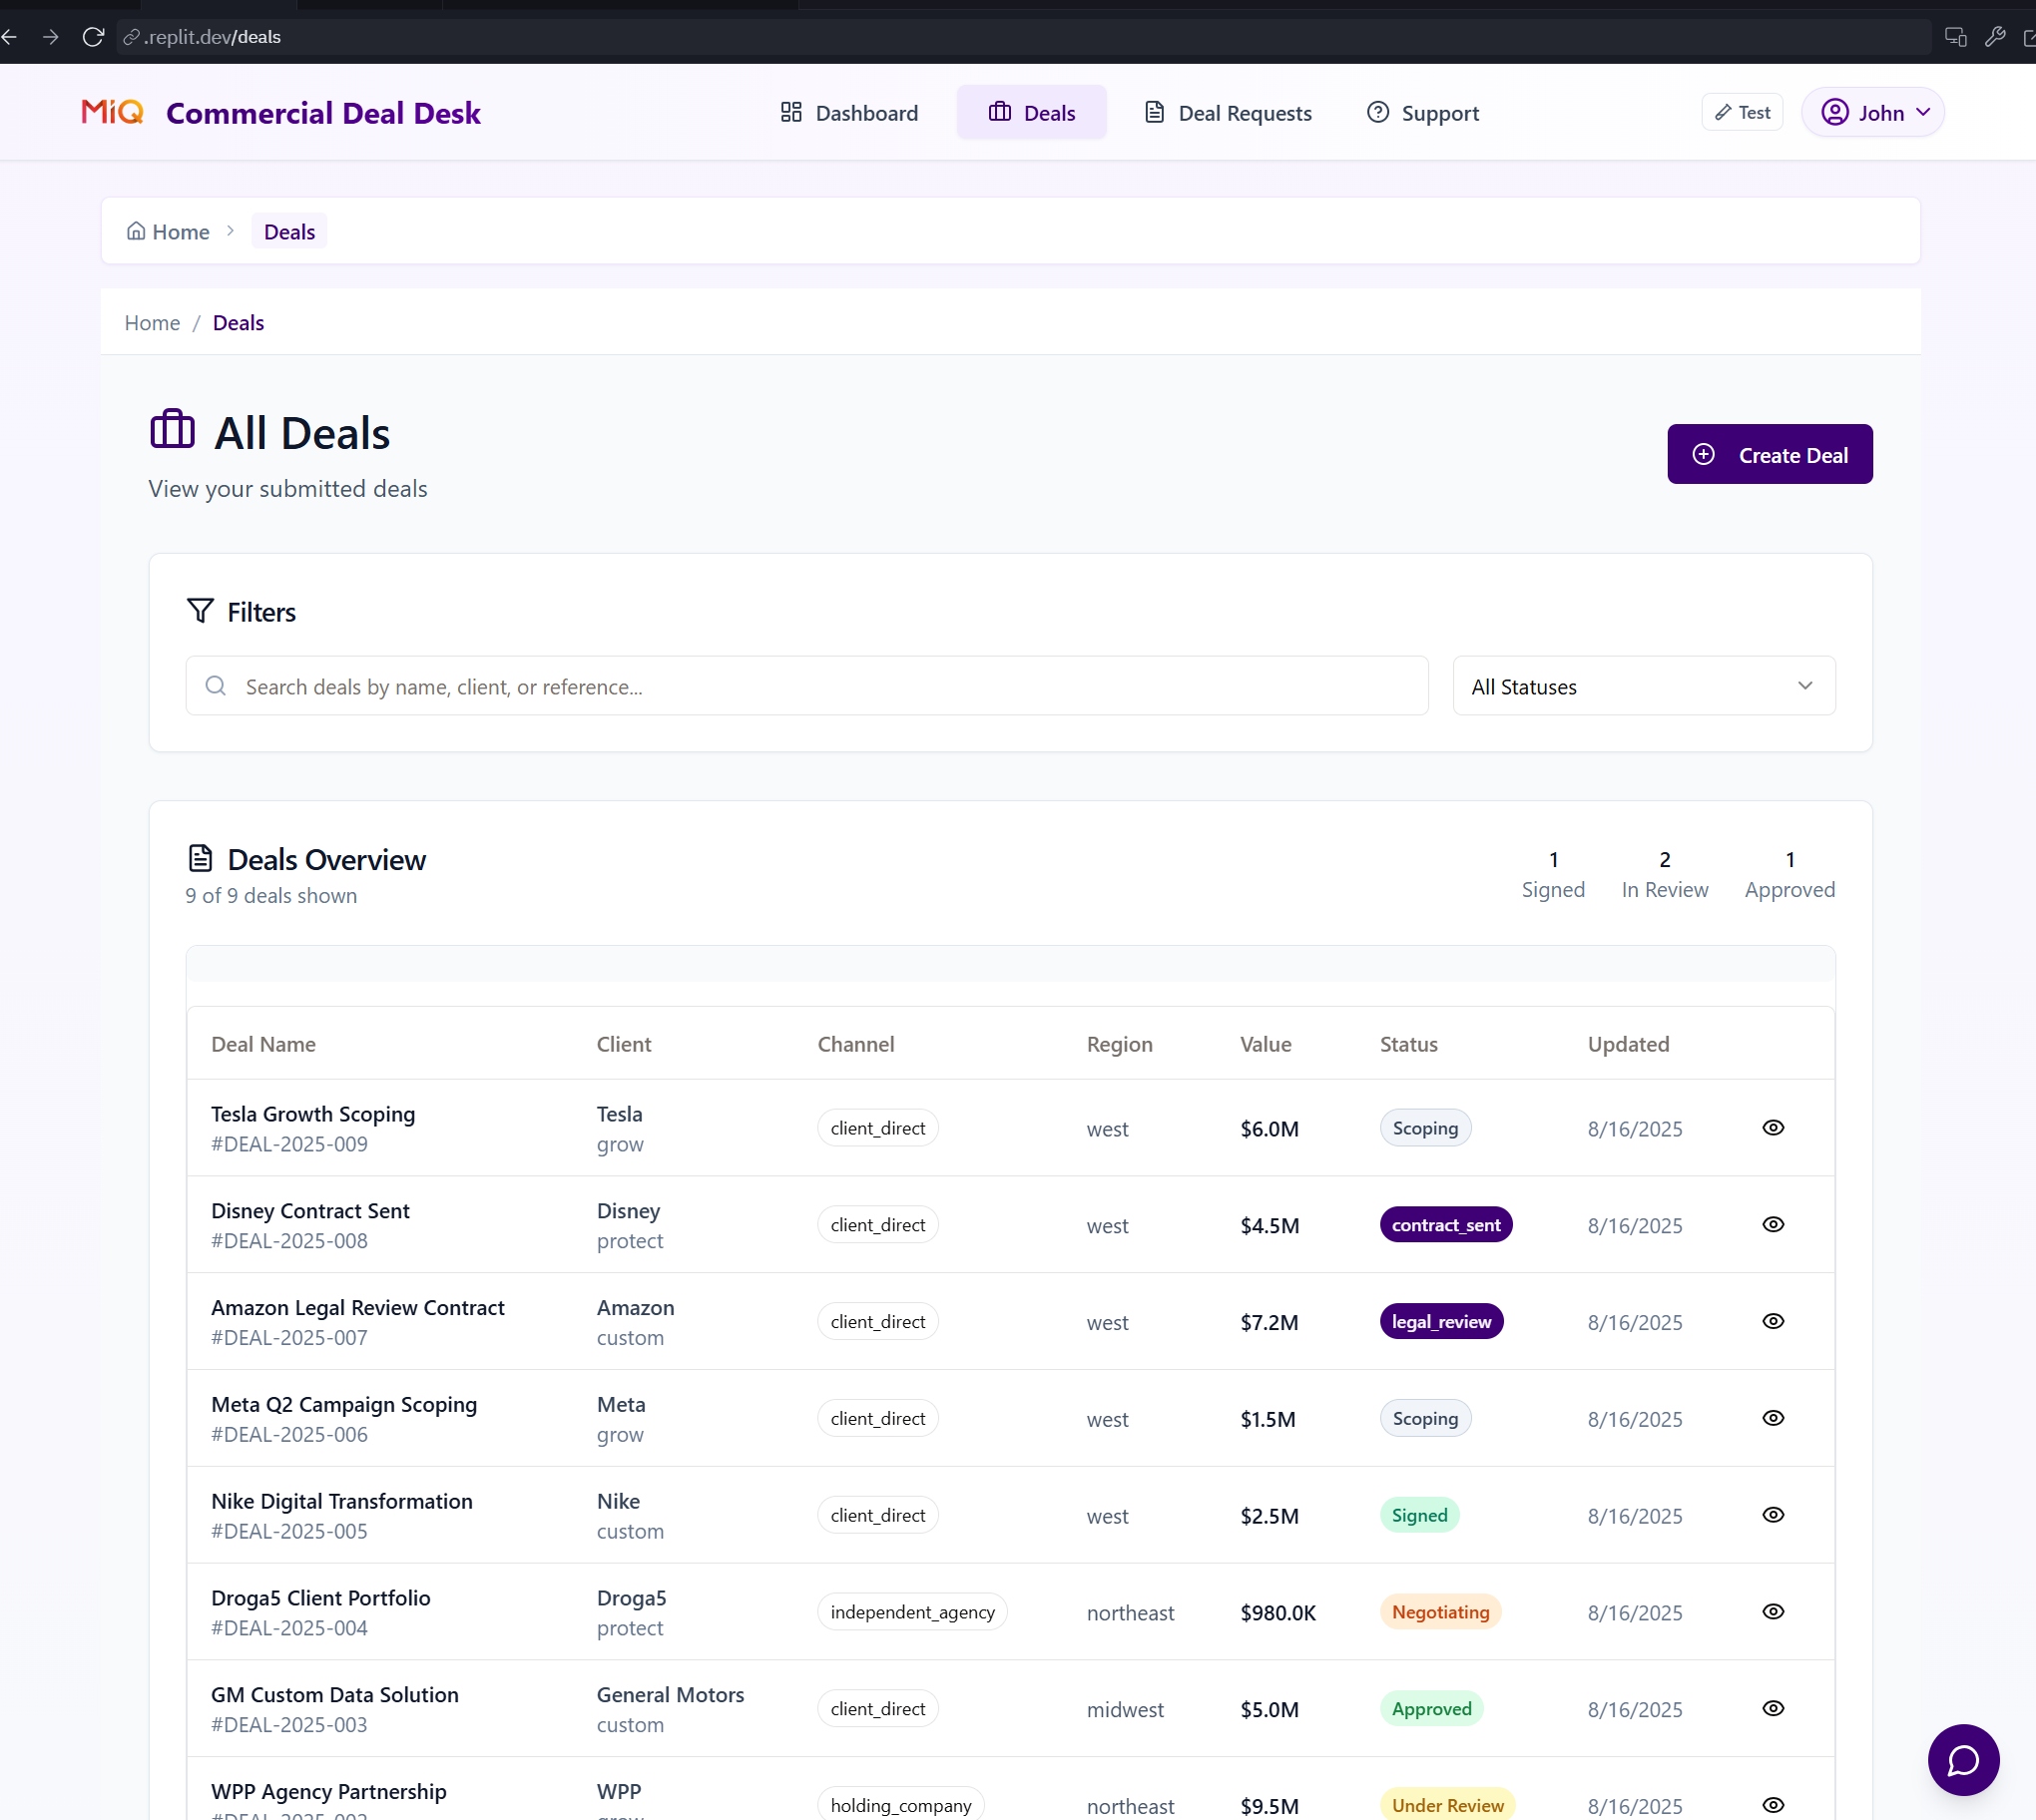 .replit.dev/deals
MiQ Commercial Deal Desk
Dashboard
Deals
Deal Requests
Support
Test
John
Home > Deals
Home / Deals
All Deals
View your submitted deals
Create Deal
Filters
Search deals by name, client, or reference...
All Statuses
Deals Overview
9 of 9 deals shown
1 2 1
Signed In Review Approved
Deal Name Client Channel Region Value Status Updated
Tesla Growth Scoping Tesla
client_direct west $6.0M Scoping 8/16/2025
#DEAL-2025-009 grow
Disney Contract Sent Disney
client_direct west $4.5M contract_sent 8/16/2025
#DEAL-2025-008 protect
Amazon Legal Review Contract Amazon
client_direct west $7.2M legal_review 8/16/2025
#DEAL-2025-007 custom
Meta Q2 Campaign Scoping Meta
client_direct west $1.5M Scoping 8/16/2025
#DEAL-2025-006 grow
Nike Digital Transformation Nike
client_direct west $2.5M Signed 8/16/2025
#DEAL-2025-005 custom
Droga5 Client Portfolio Droga5
independent_agency northeast $980.0K Negotiating 8/16/2025
#DEAL-2025-004 protect
GM Custom Data Solution General Motors
client_direct midwest $5.0M Approved 8/16/2025
#DEAL-2025-003 custom
WPP Agency Partnership WPP
holding_company northeast $9.5M Under Review 8/16/2025